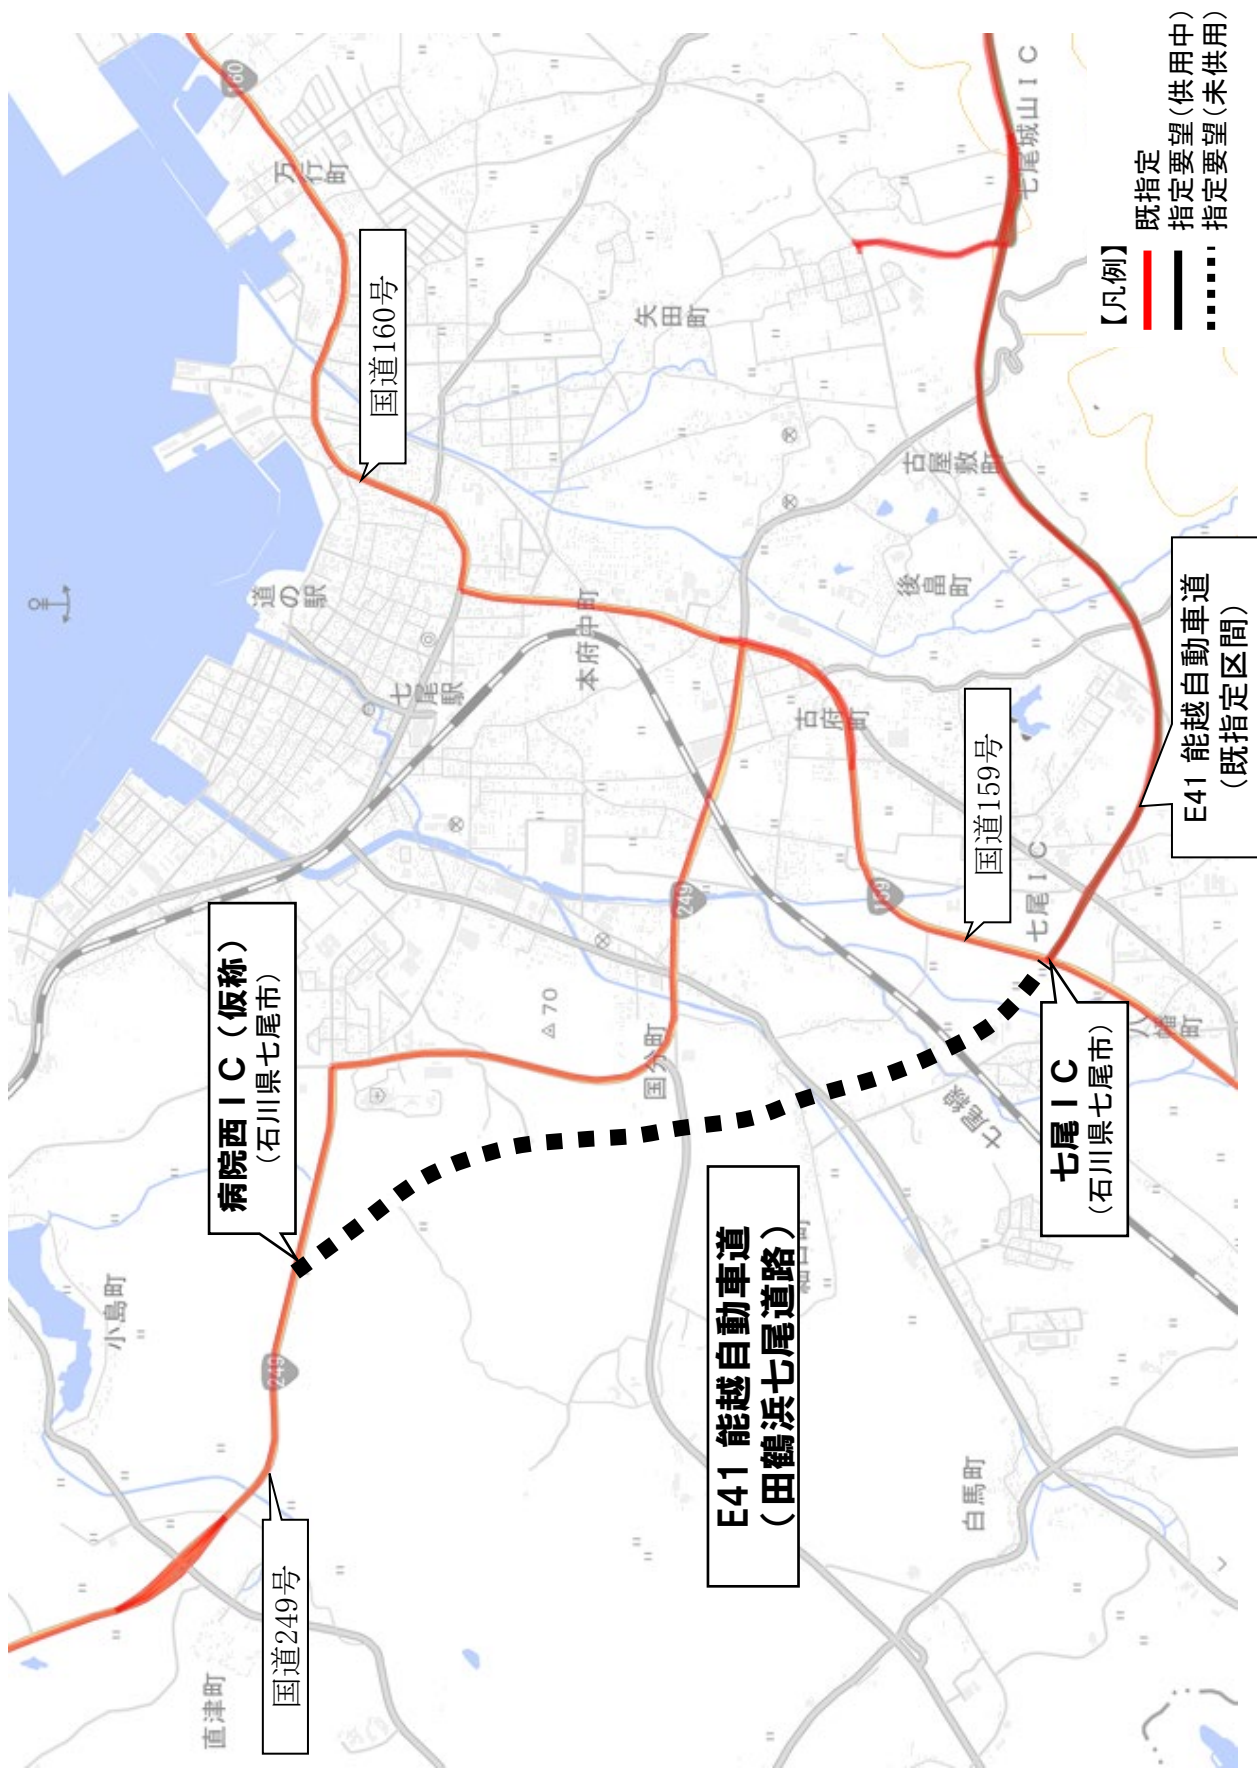 病院西ＩＣ（仮称）
（石川県七尾市）
国道249号
249
小島町
直津町
E41 能越自動車道
（田鶴浜七尾道路）
白馬町
七尾ＩＣ
（石川県七尾市）
七尾線
八幡町
国分町
70
249
159
国道159号
七尾ＩＣ
E41 能越自動車道
（既指定区間）
古府町
後畠町
古屋敷町
矢田町
本府中町
七尾駅
道の駅
国道160号
万行町
160
七尾城山ＩＣ
【凡例】
既指定
指定要望（供用中）
指定要望（未供用）